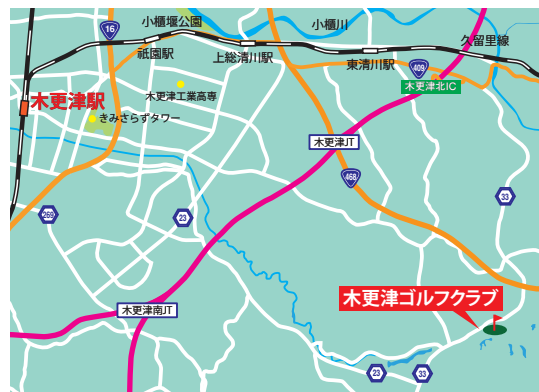 小櫃堰公園
小櫃川
16
祇園駅
上総清川駅
東清川駅
久留里線
409
木更津北IC
木更津工業高専
木更津駅
きみさらずタワー
木更津JT
468
269
23
33
木更津南JT
木更津ゴルフクラブ
23
33